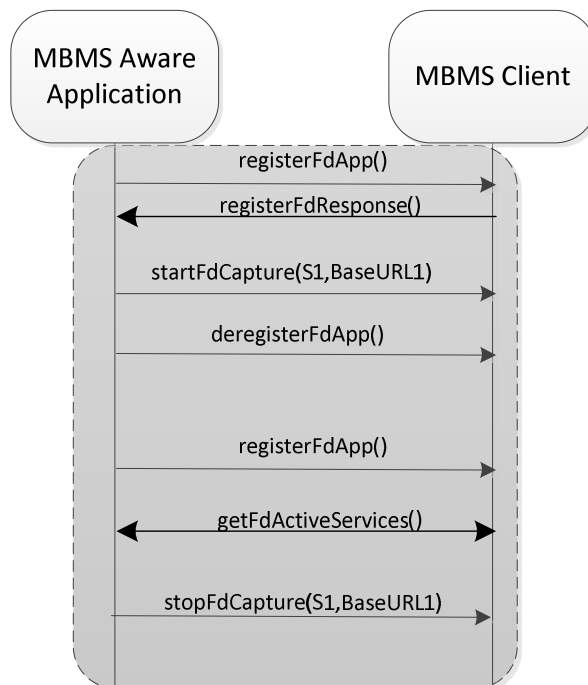 MBMS Aware
Application
MBMS Client
registerFdApp()
registerFdResponse()
startFdCapture(S1,BaseURL1)
deregisterFdApp()
registerFdApp()
getFdActiveServices()
stopFdCapture(S1,BaseURL1)